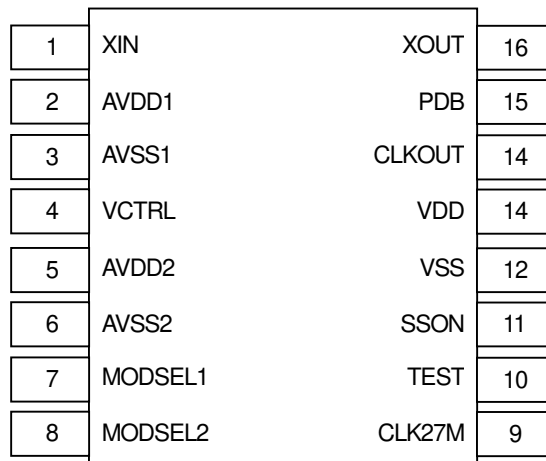 1 XIN XOUT 16
2 AVDD1 PDB 15
3 AVSS1 CLKOUT 14
4 VCTRL VDD 14
5 AVDD2 VSS 12
6 AVSS2 SSON 11
7 MODSEL1 TEST 10
8 MODSEL2 CLK27M 9